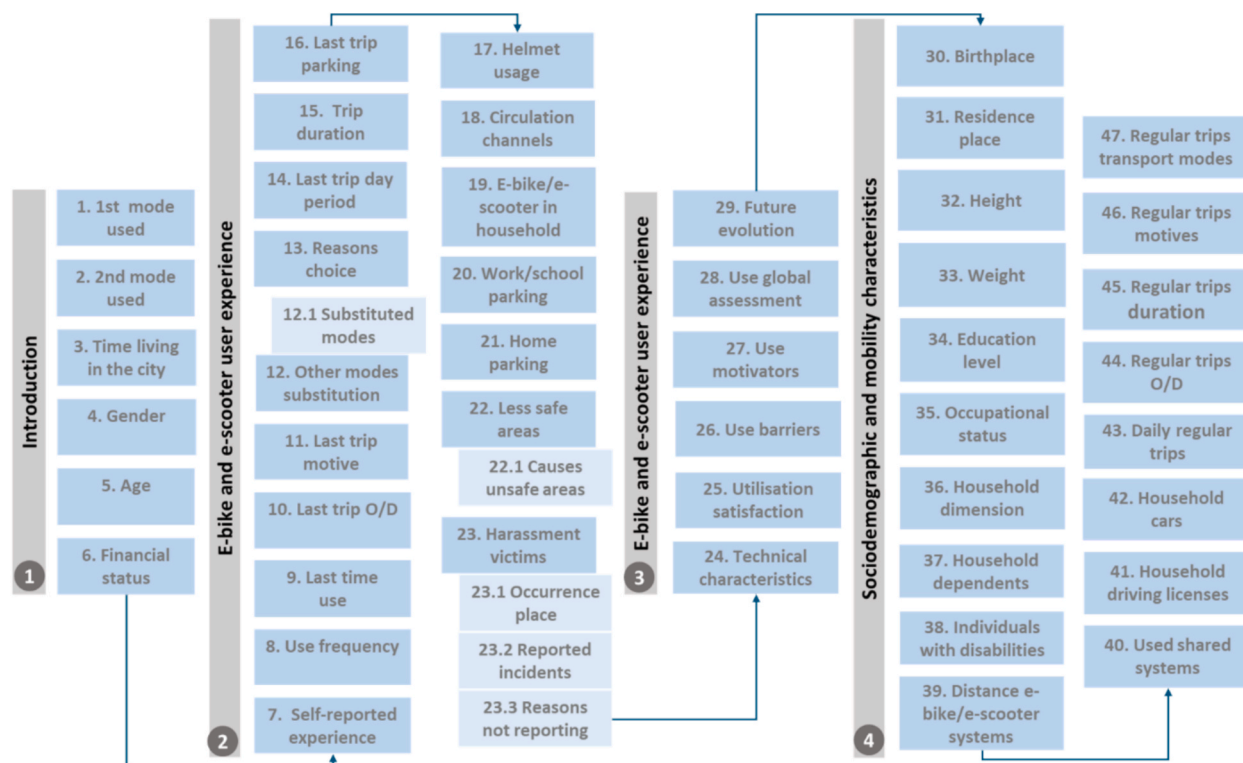 Introduction
1
1. 1st mode
used
2. 2nd mode
used
3. Time living
in the city
4. Gender
5. Age
6. Financial
status
E-bike and e-scooter user experience
2
16. Last trip
parking
15. Trip
duration
14. Last trip day
period
13. Reasons
choice
12.1 Substituted
modes
12. Other modes
substitution
11. Last trip
motive
10. Last trip O/D
9. Last time
use
8. Use frequency
7. Self-reported
experience
17. Helmet
usage
18. Circulation
channels
19. E-bike/e-
scooter in
household
20. Work/school
parking
21. Home
parking
22. Less safe
areas
22.1 Causes
unsafe areas
23. Harassment
victims
23.1 Occurrence
place
23.2 Reported
incidents
23.3 Reasons
not reporting
E-bike and e-scooter user experience
3
29. Future
evolution
28. Use global
assessment
27. Use
motivators
26. Use barriers
25. Utilisation
satisfaction
24. Technical
characteristics
Sociodemographic and mobility characteristics
4
30. Birthplace
31. Residence
place
32. Height
33. Weight
34. Education
level
35. Occupational
status
36. Household
dimension
37. Household
dependents
38. Individuals
with disabilities
39. Distance e-
bike/e-scooter
systems
47. Regular trips
transport modes
46. Regular trips
motives
45. Regular trips
duration
44. Regular trips
O/D
43. Daily regular
trips
42. Household
cars
41. Household
driving licenses
40. Used shared
systems